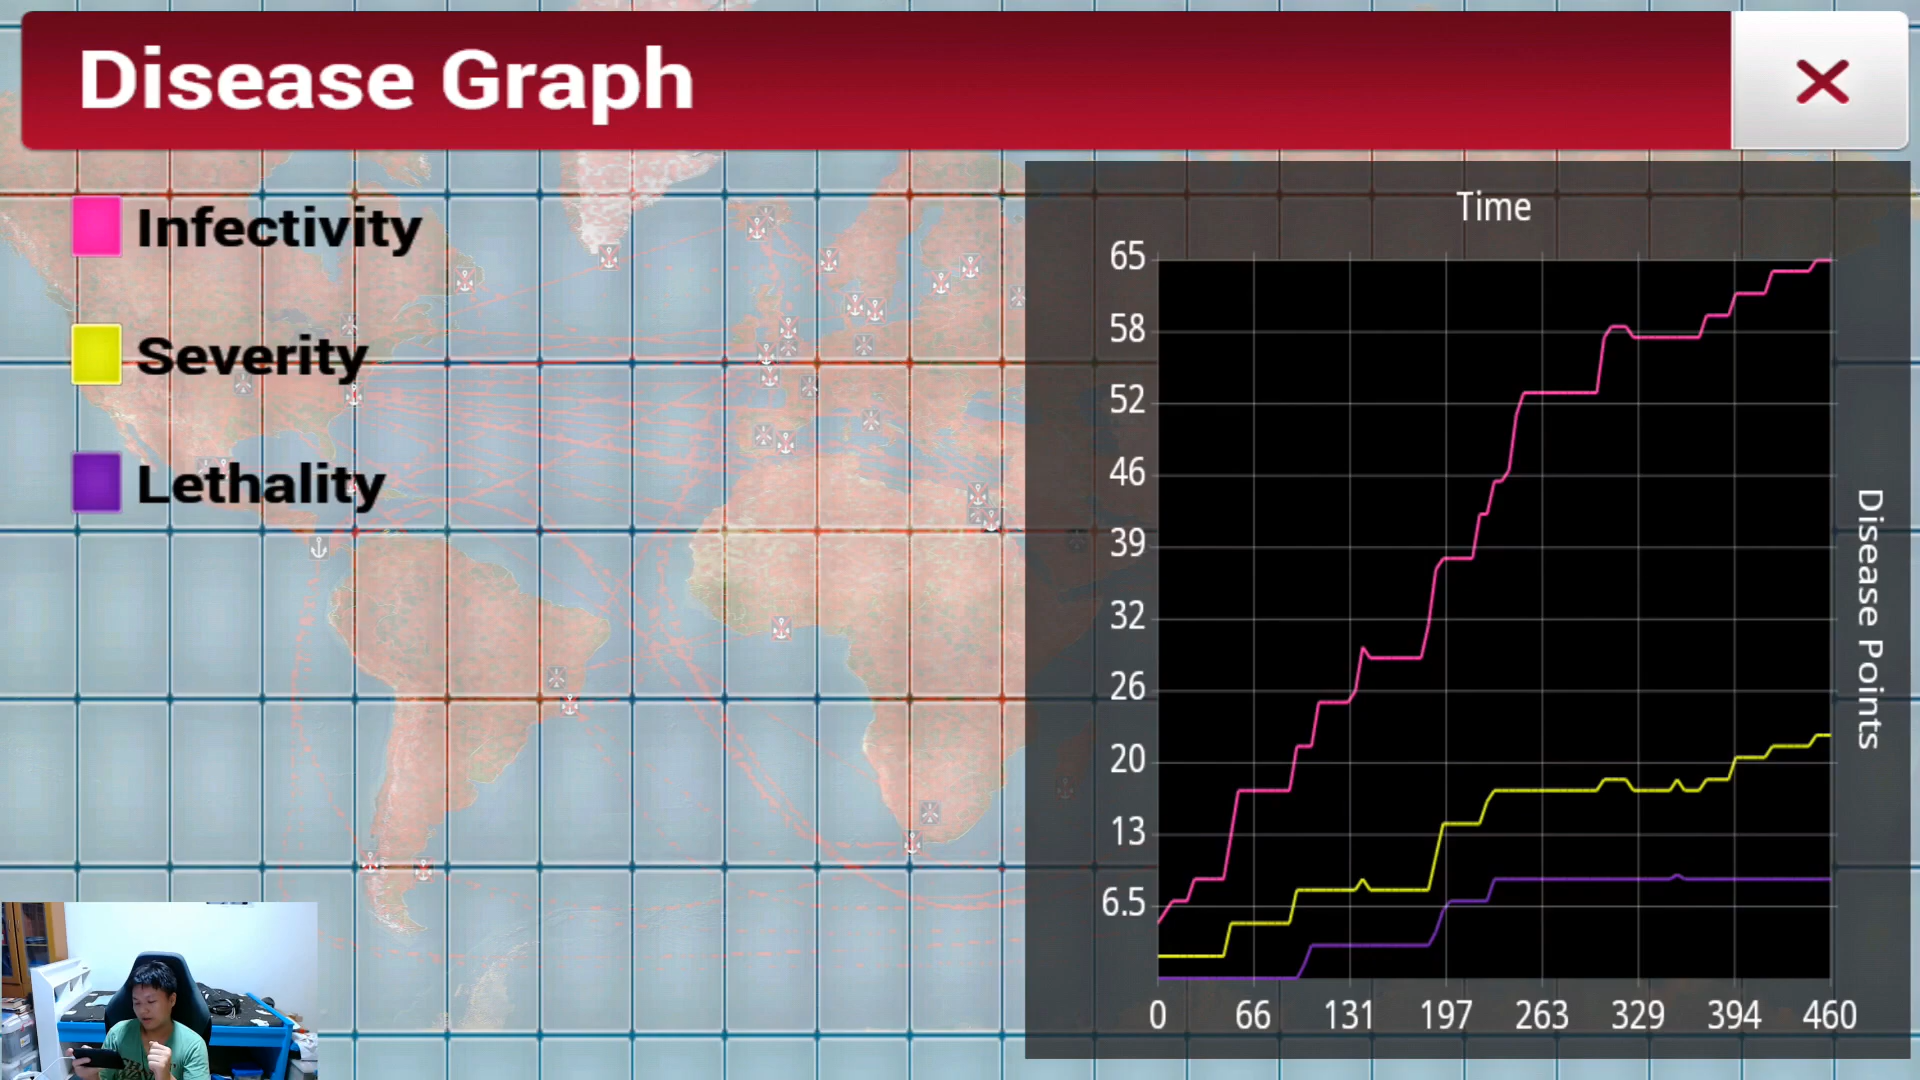 Disease Graph
Infectivity
Severity
Lethality
Time
65
58
52
46
39
32
26
20
13
6.5
0 66 131 197 263 329 394 460
Disease Points